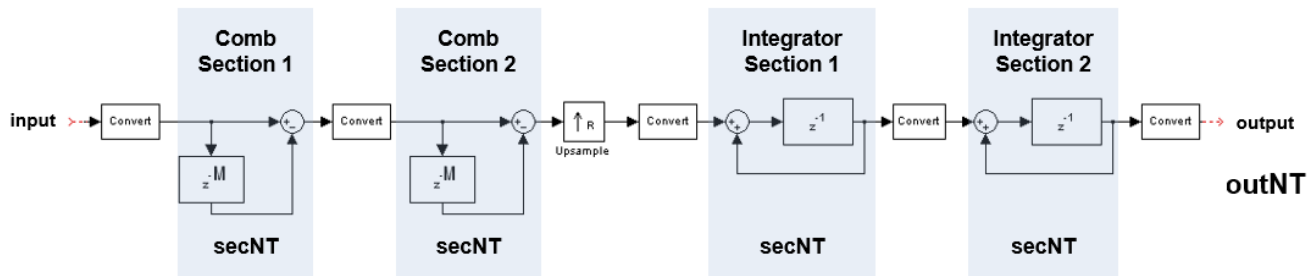 Comb
Section 1
Comb
Section 2
Integrator
Section 1
Integrator
Section 2
input
Convert
+
−
Convert
+
−
↑ R
Upsample
Convert
+
+
z-1
Convert
+
+
z-1
Convert
output
z-M
z-M
outNT
secNT
secNT
secNT
secNT